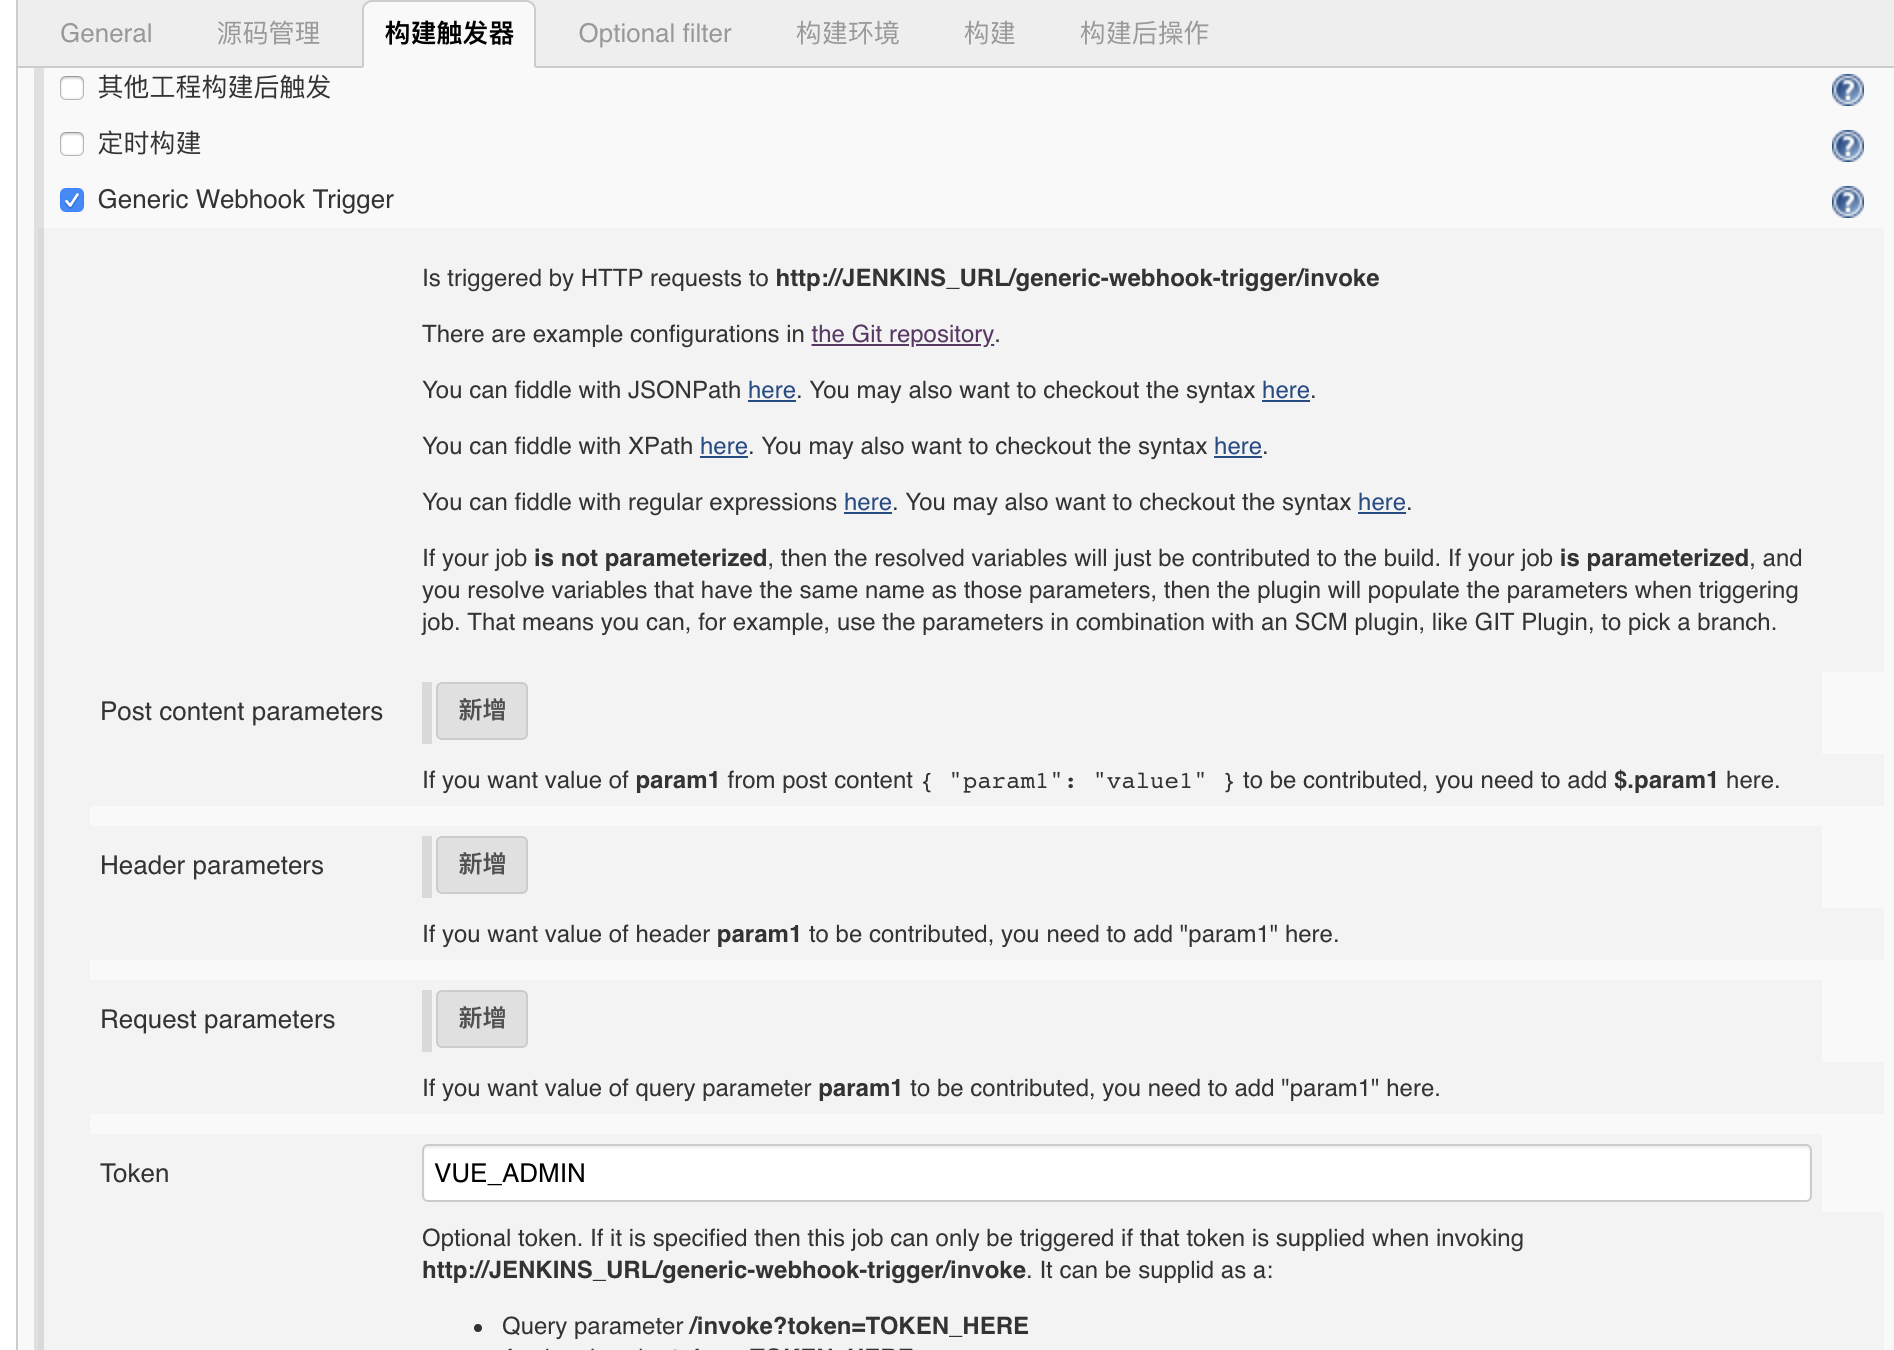 General 源码管理 构建触发器 Optional filter 构建环境 构建 构建后操作
其他工程构建后触发
定时构建
Generic Webhook Trigger
Is triggered by HTTP requests to http://JENKINS_URL/generic-webhook-trigger/invoke
There are example configurations in the Git repository.
You can fiddle with JSONPath here. You may also want to checkout the syntax here.
You can fiddle with XPath here. You may also want to checkout the syntax here.
You can fiddle with regular expressions here. You may also want to checkout the syntax here.
If your job is not parameterized, then the resolved variables will just be contributed to the build. If your job is parameterized, and
you resolve variables that have the same name as those parameters, then the plugin will populate the parameters when triggering
job. That means you can, for example, use the parameters in combination with an SCM plugin, like GIT Plugin, to pick a branch.
Post content parameters 新增
If you want value of param1 from post content { "param1": "value1" } to be contributed, you need to add $.param1 here.
Header parameters 新增
If you want value of header param1 to be contributed, you need to add "param1" here.
Request parameters 新增
If you want value of query parameter param1 to be contributed, you need to add "param1" here.
Token VUE_ADMIN
Optional token. If it is specified then this job can only be triggered if that token is supplied when invoking
http://JENKINS_URL/generic-webhook-trigger/invoke. It can be supplid as a:
• Query parameter /invoke?token=TOKEN_HERE